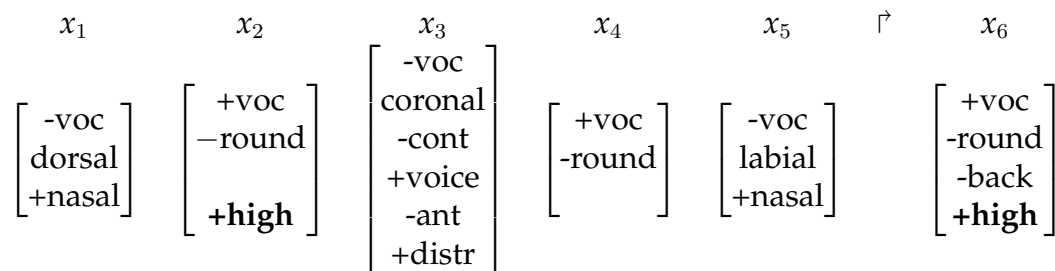 x₁ x₂ x₃ x₄ x₅ ↱ x₆
-voc
dorsal
+nasal
+voc
−round
+high
-voc
coronal
-cont
+voice
-ant
+distr
+voc
-round
-voc
labial
+nasal
+voc
-round
-back
+high